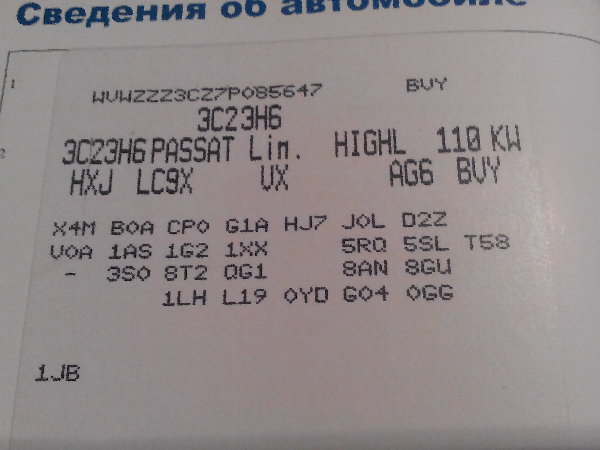 Сведения об автомобиле
1
WVWZZZ3CZ7P085647 BUY
3C23H6
2
3C23H6 PASSAT Lim. HIGHL 110 KW
HXJ LC9X VX AG6 BUY
X4M B0A CP0 G1A HJ7 J0L D2Z
V0A 1AS 1G2 1XX 5RQ 5SL T58
- 3S0 8T2 QG1 8AN 8GU
1LH L19 0YD G04 0GG
1JB